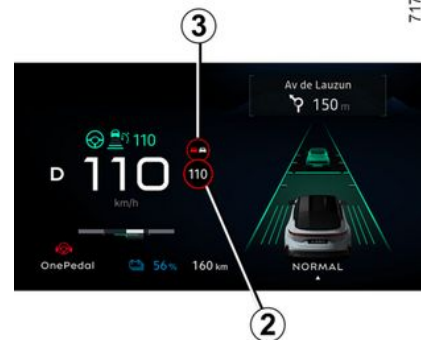 3
717
Av de Lauzun
150 m
110
D
110
110
km/h
OnePedal
56%
160 km
NORMAL
2